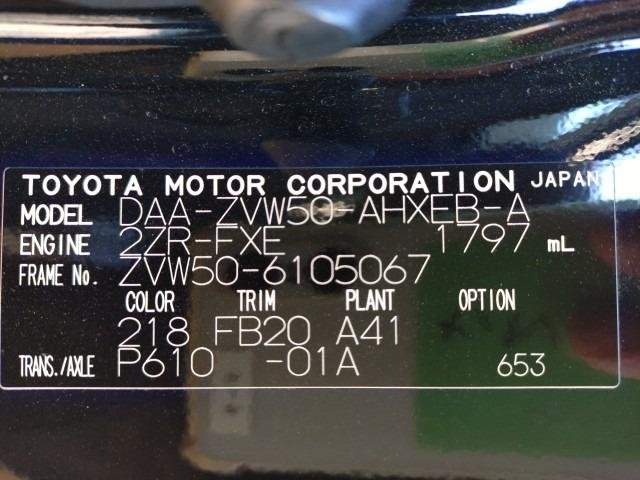 TOYOTA MOTOR CORPORATION JAPAN
MODEL DAA-ZVW50-AHXEB-A
ENGINE 2ZR-FXE 1797 mL
FRAME No. ZVW50-6105067
COLOR TRIM PLANT OPTION
218 FB20 A41
TRANS./AXLE P610 -01A 653